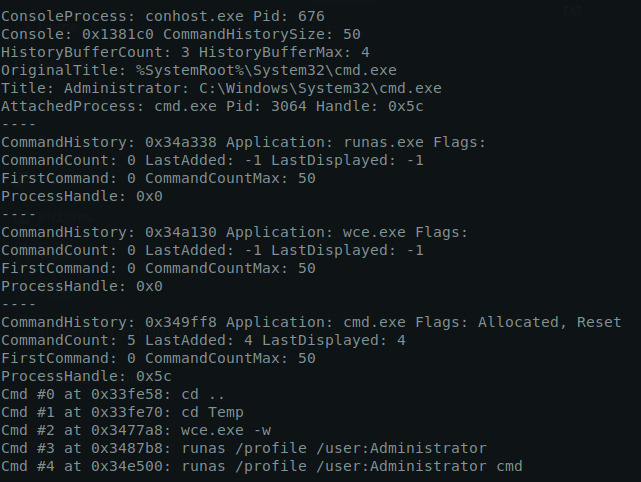 ConsoleProcess: conhost.exe Pid: 676
Console: 0x1381c0 CommandHistorySize: 50
HistoryBufferCount: 3 HistoryBufferMax: 4
OriginalTitle: %SystemRoot%\System32\cmd.exe
Title: Administrator: C:\Windows\System32\cmd.exe
AttachedProcess: cmd.exe Pid: 3064 Handle: 0x5c
----
CommandHistory: 0x34a338 Application: runas.exe Flags:
CommandCount: 0 LastAdded: -1 LastDisplayed: -1
FirstCommand: 0 CommandCountMax: 50
ProcessHandle: 0x0
----
CommandHistory: 0x34a130 Application: wce.exe Flags:
CommandCount: 0 LastAdded: -1 LastDisplayed: -1
FirstCommand: 0 CommandCountMax: 50
ProcessHandle: 0x0
----
CommandHistory: 0x349ff8 Application: cmd.exe Flags: Allocated, Reset
CommandCount: 5 LastAdded: 4 LastDisplayed: 4
FirstCommand: 0 CommandCountMax: 50
ProcessHandle: 0x5c
Cmd #0 at 0x33fe58: cd ..
Cmd #1 at 0x33fe70: cd Temp
Cmd #2 at 0x3477a8: wce.exe -w
Cmd #3 at 0x3487b8: runas /profile /user:Administrator
Cmd #4 at 0x34e500: runas /profile /user:Administrator cmd